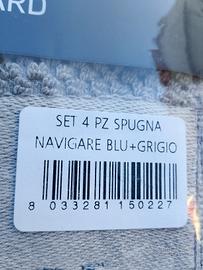 ARD
SET 4 PZ SPUGNA
NAVIGARE BLU+GRIGIO
8 033281 150227